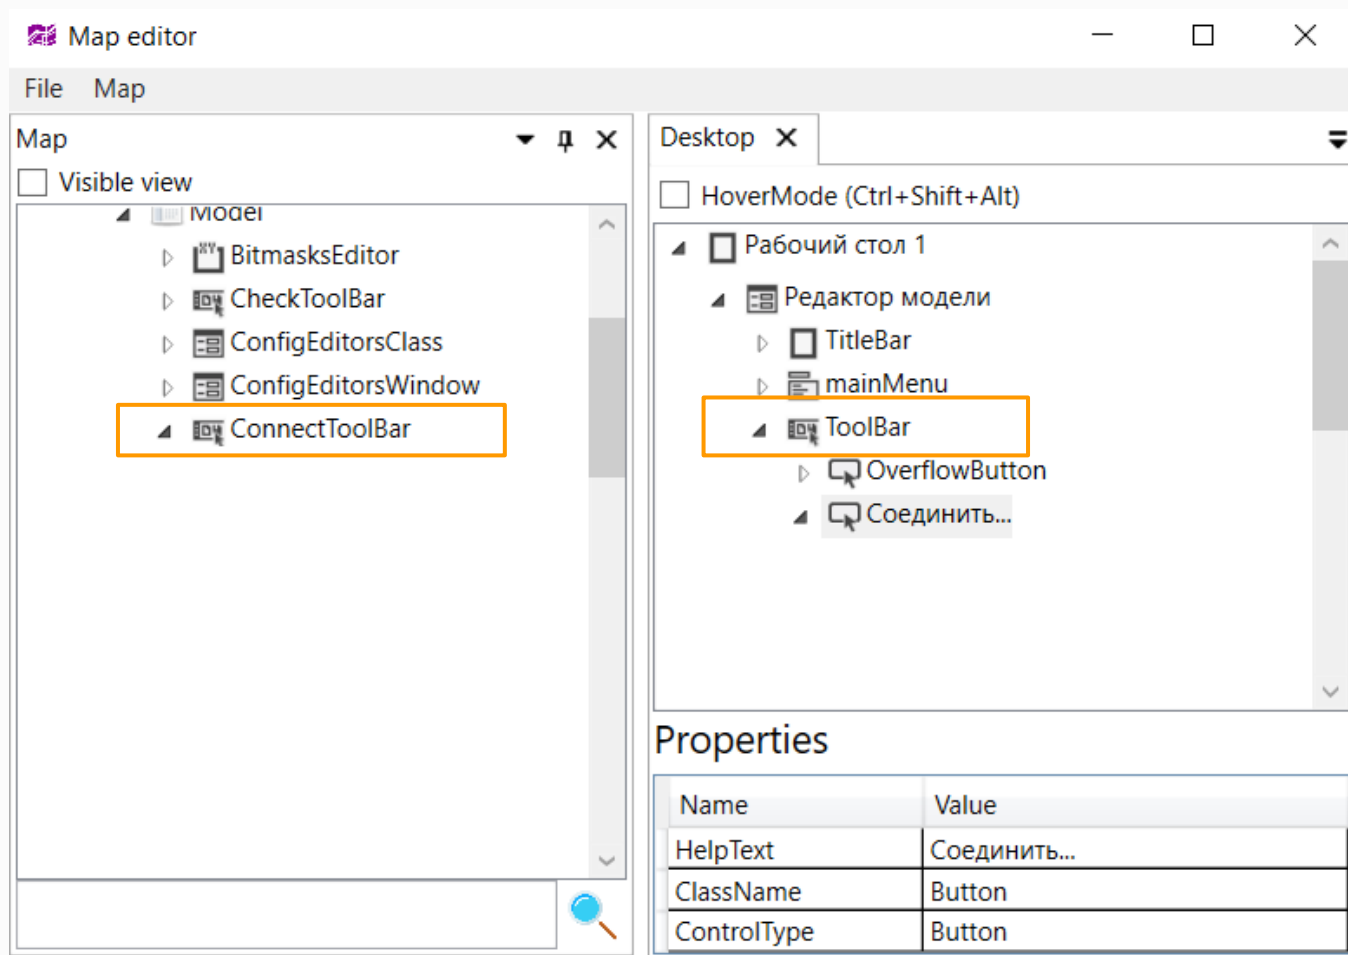 Map editor
File Map
Map
Visible view
Model
BitmasksEditor
CheckToolBar
ConfigEditorsClass
ConfigEditorsWindow
ConnectToolBar
Desktop
HoverMode (Ctrl+Shift+Alt)
Рабочий стол 1
Редактор модели
TitleBar
mainMenu
ToolBar
OverflowButton
Соединить...
Properties
Name Value
HelpText Соединить...
ClassName Button
ControlType Button